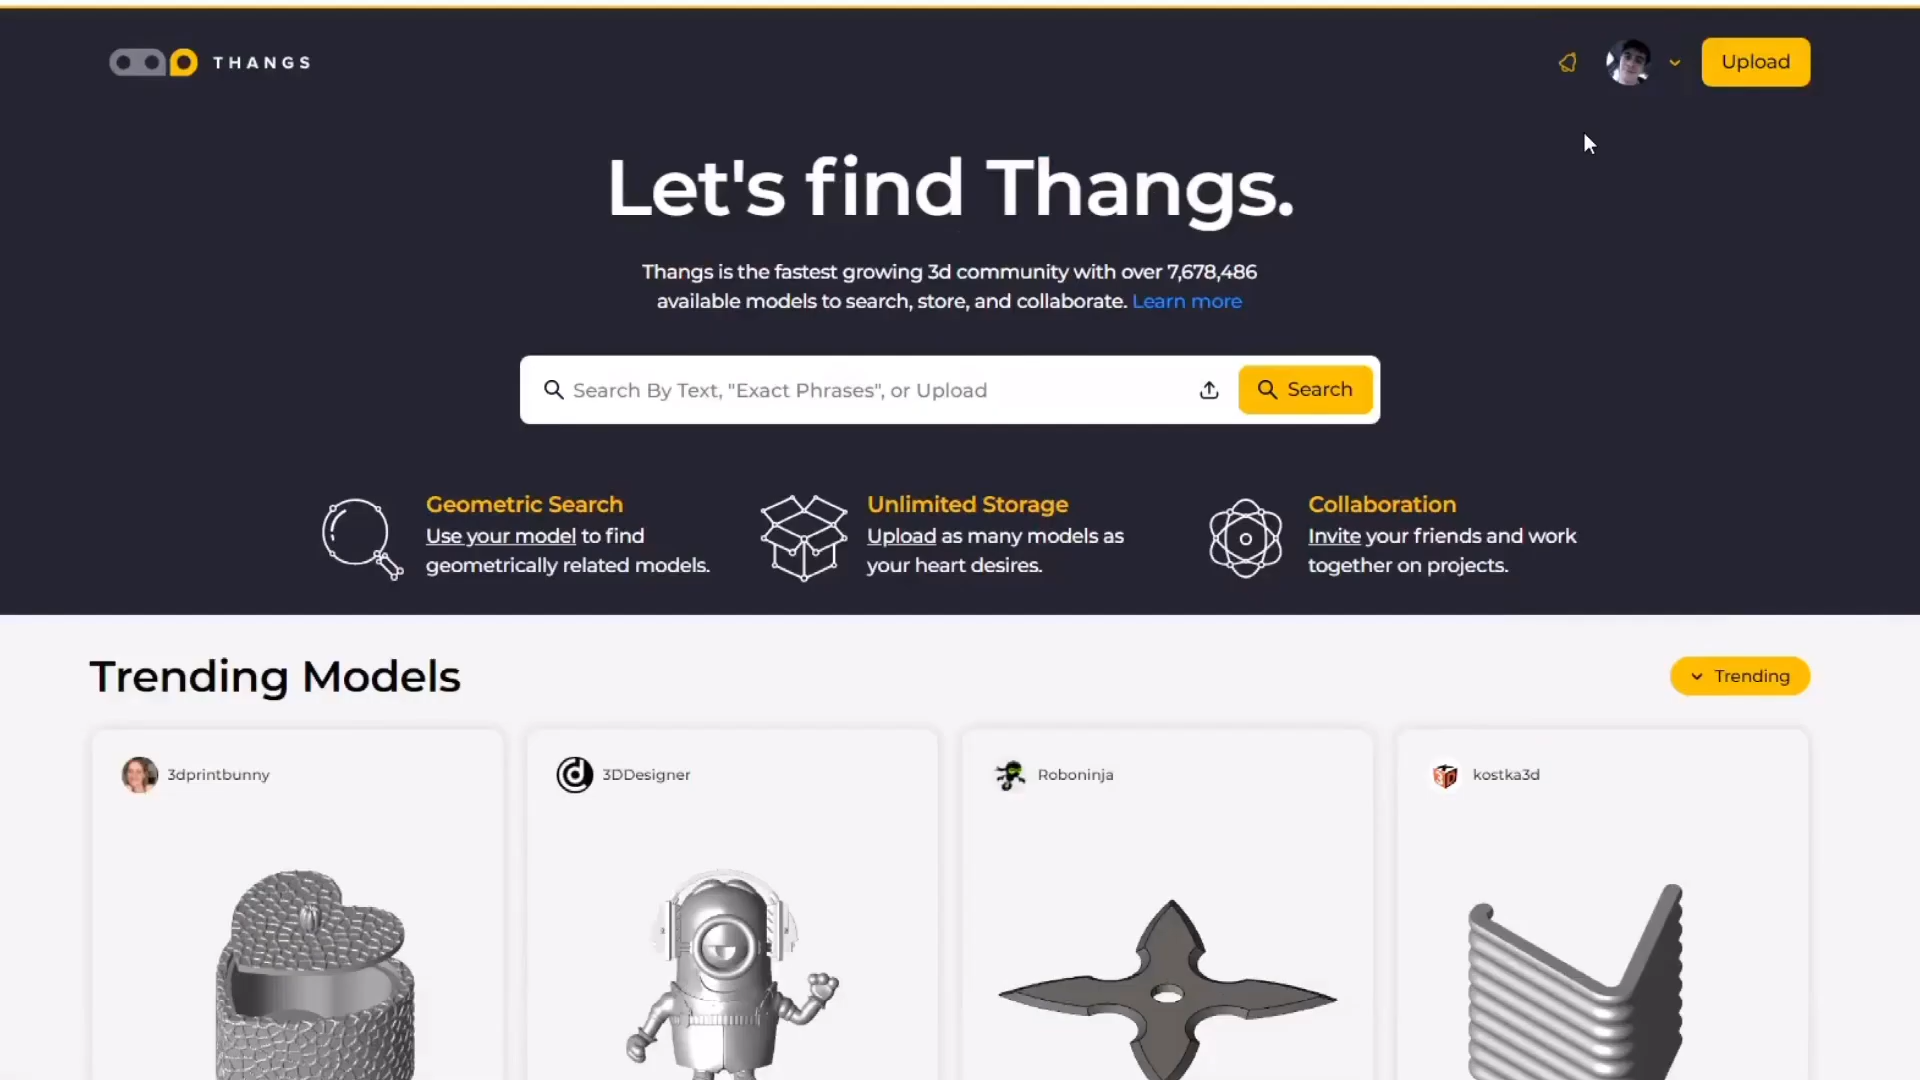 THANGS
Upload
Let's find Thangs.
Thangs is the fastest growing 3d community with over 7,678,486
available models to search, store, and collaborate. Learn more
Search By Text, "Exact Phrases", or Upload
Search
Geometric Search
Use your model to find
geometrically related models.
Unlimited Storage
Upload as many models as
your heart desires.
Collaboration
Invite your friends and work
together on projects.
Trending Models
Trending
3dprintbunny
3DDesigner
Roboninja
3D
kostka3d